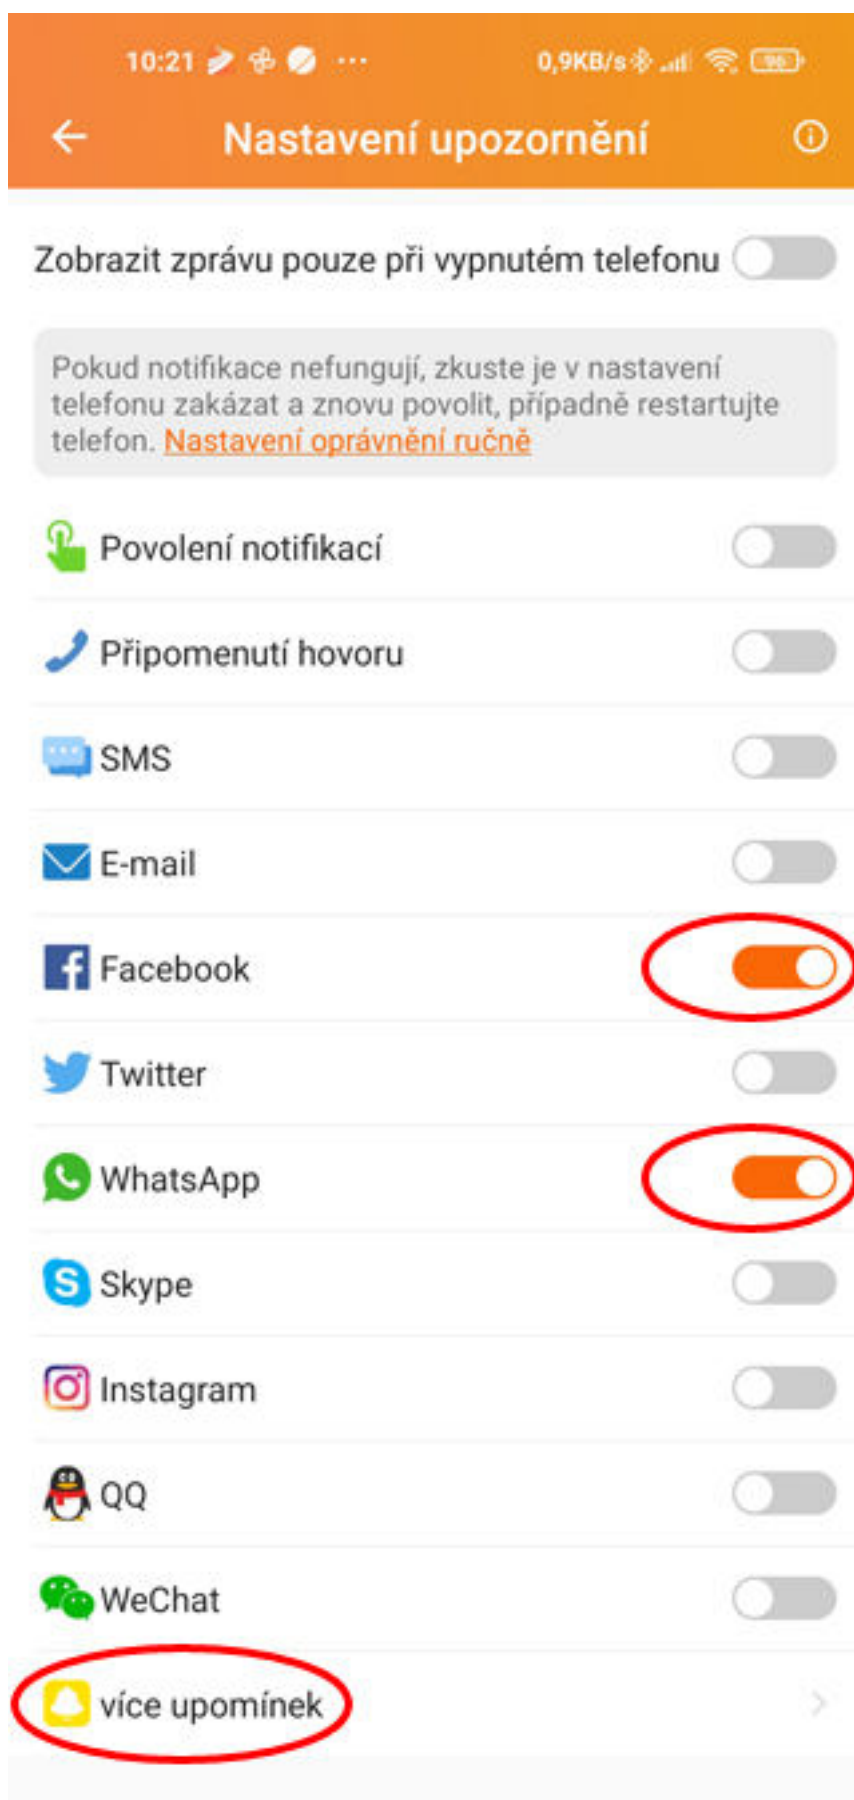 10:21 ... 0,9KB/s 96
Nastavení upozornění
Zobrazit zprávu pouze při vypnutém telefonu
Pokud notifikace nefungují, zkuste je v nastavení
telefonu zakázat a znovu povolit, případně restartujte
telefon. Nastavení oprávnění ručně
Povolení notifikací
Připomenutí hovoru
SMS
E-mail
Facebook
Twitter
WhatsApp
Skype
Instagram
QQ
WeChat
více upomínek